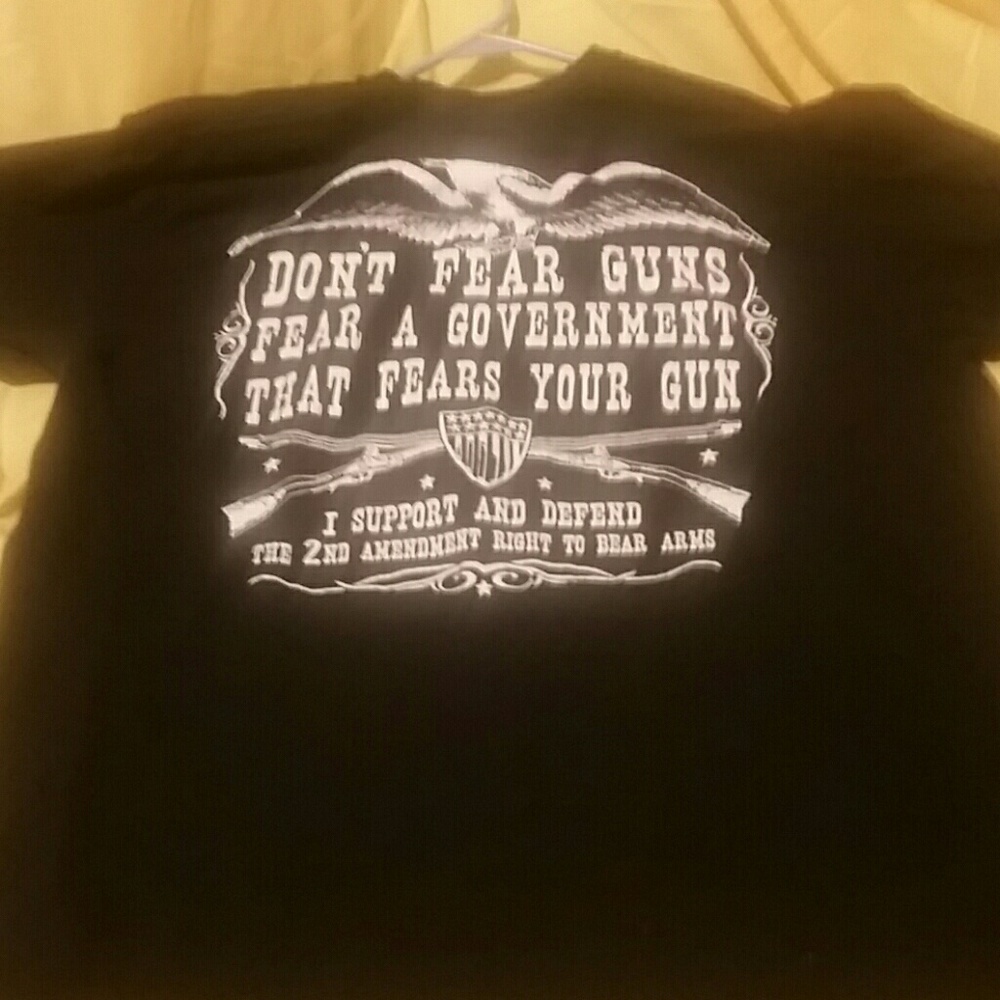 DON'T FEAR GUNS
FEAR A GOVERNMENT
THAT FEARS YOUR GUN
I SUPPORT AND DEFEND
THE 2ND AMENDMENT RIGHT TO BEAR ARMS